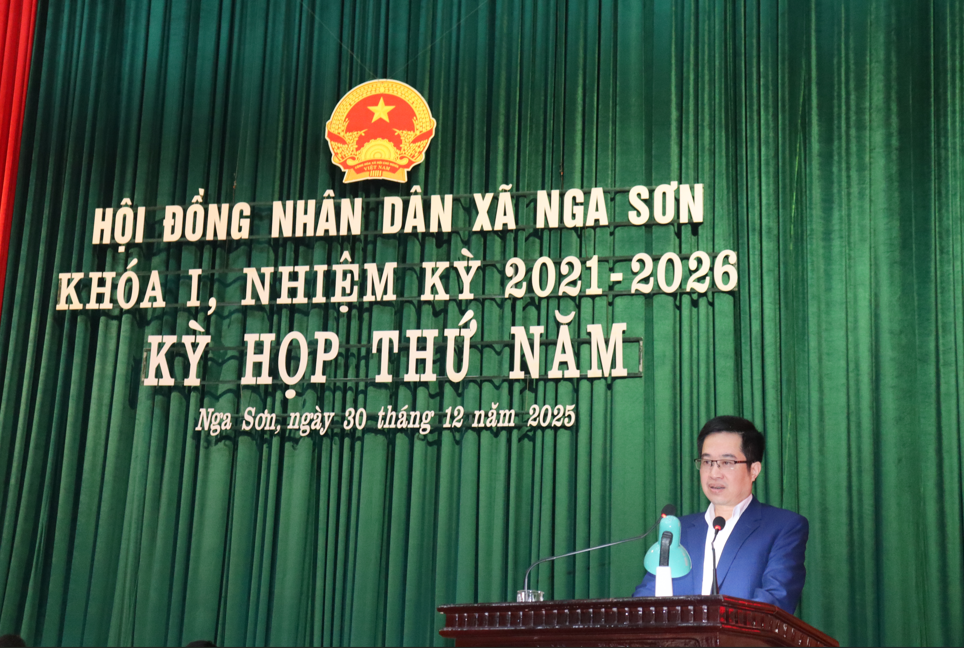 HỘI ĐỒNG NHÂN DÂN XÃ NGA SƠN
KHÓA I, NHIỆM KỲ 2021-2026
KỲ HỌP THỨ NĂM
Nga Sơn, ngày 30 tháng 12 năm 2025